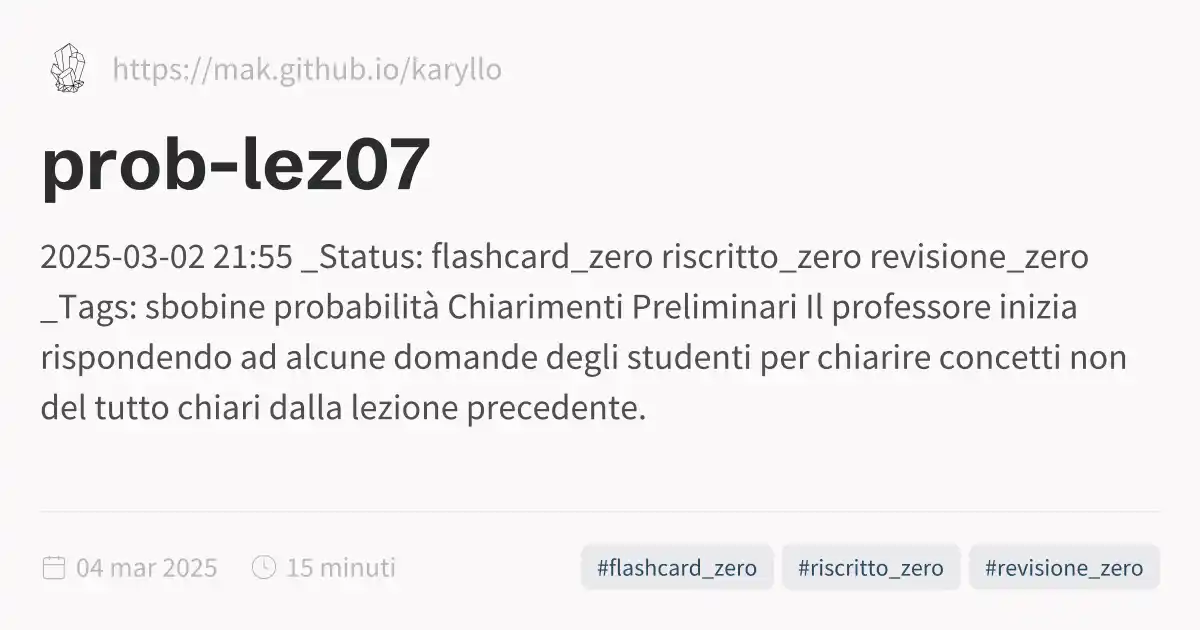 https://mak.github.io/karyllo
prob-lez07
2025-03-02 21:55 _Status: flashcard_zero riscritto_zero revisione_zero
_Tags: sbobine probabilità Chiarimenti Preliminari Il professore inizia
rispondendo ad alcune domande degli studenti per chiarire concetti non
del tutto chiari dalla lezione precedente.
04 mar 2025 15 minuti #flashcard_zero #riscritto_zero #revisione_zero